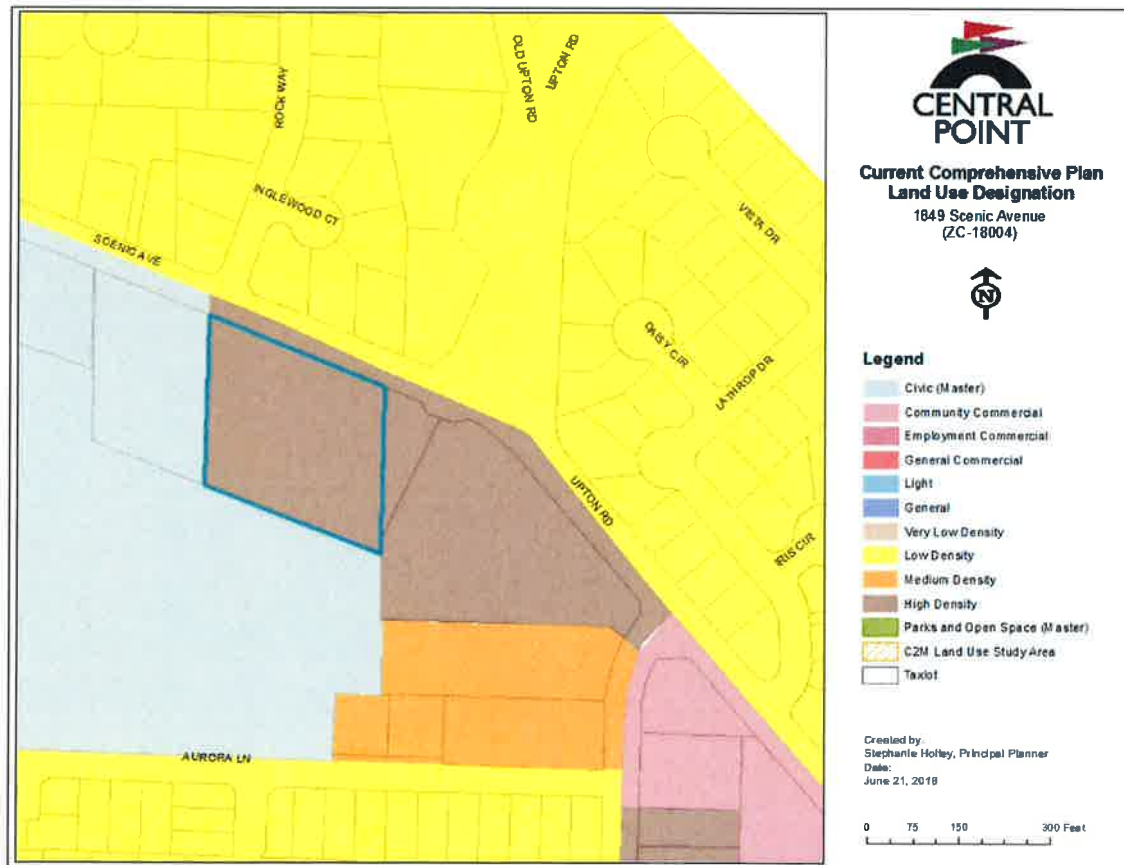 OLD UPTON RD
UPTON RD
ROCK WAY
INGLEWOOD CT
SCENIC AVE
VISTA DR
DAISY CIR
LATHROP DR
UPTON RD
IRIS CIR
AURORA LN
CENTRAL
POINT
Current Comprehensive Plan
Land Use Designation
1849 Scenic Avenue
(ZC-18004)
N
Legend
Civic (Master)
Community Commercial
Employment Commercial
General Commercial
Light
General
Very Low Density
Low Density
Medium Density
High Density
Parks and Open Space (Master)
C2M Land Use Study Area
Taxlot
Created by:
Stephanie Holtey, Principal Planner
Date:
June 21, 2018
0 75 150 300 Feet